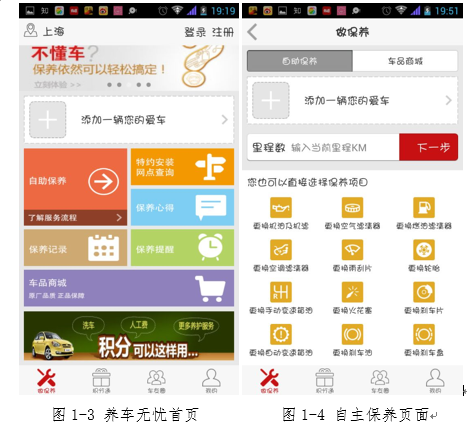 19:19
上海
登录 注册
不懂车?
保养依然可以轻松搞定!
立刻体验 >>
添加一辆您的爱车
自助保养
了解服务流程
特约安装
网点查询
保养心得
保养记录
保养提醒
车品商城
原厂品质 正品保障
洗车
人工费
更多养护服务
积分可以这样用...
做保养
积分通
车友圈
我的
图1-3 养车无忧首页
19:51
做保养
自助保养
车品商城
添加一辆您的爱车
里程数
输入当前里程KM
下一步
您也可以直接选择保养项目
更换机油及机滤
更换空气滤清器
更换燃油滤清器
更换空调滤清器
更换雨刮片
更换轮胎
更换手动变速箱油
更换火花塞
更换刹车片
更换自动变速箱油
更换刹车油
更换刹车盘
做保养
积分通
车友圈
我的
图1-4 自主保养页面